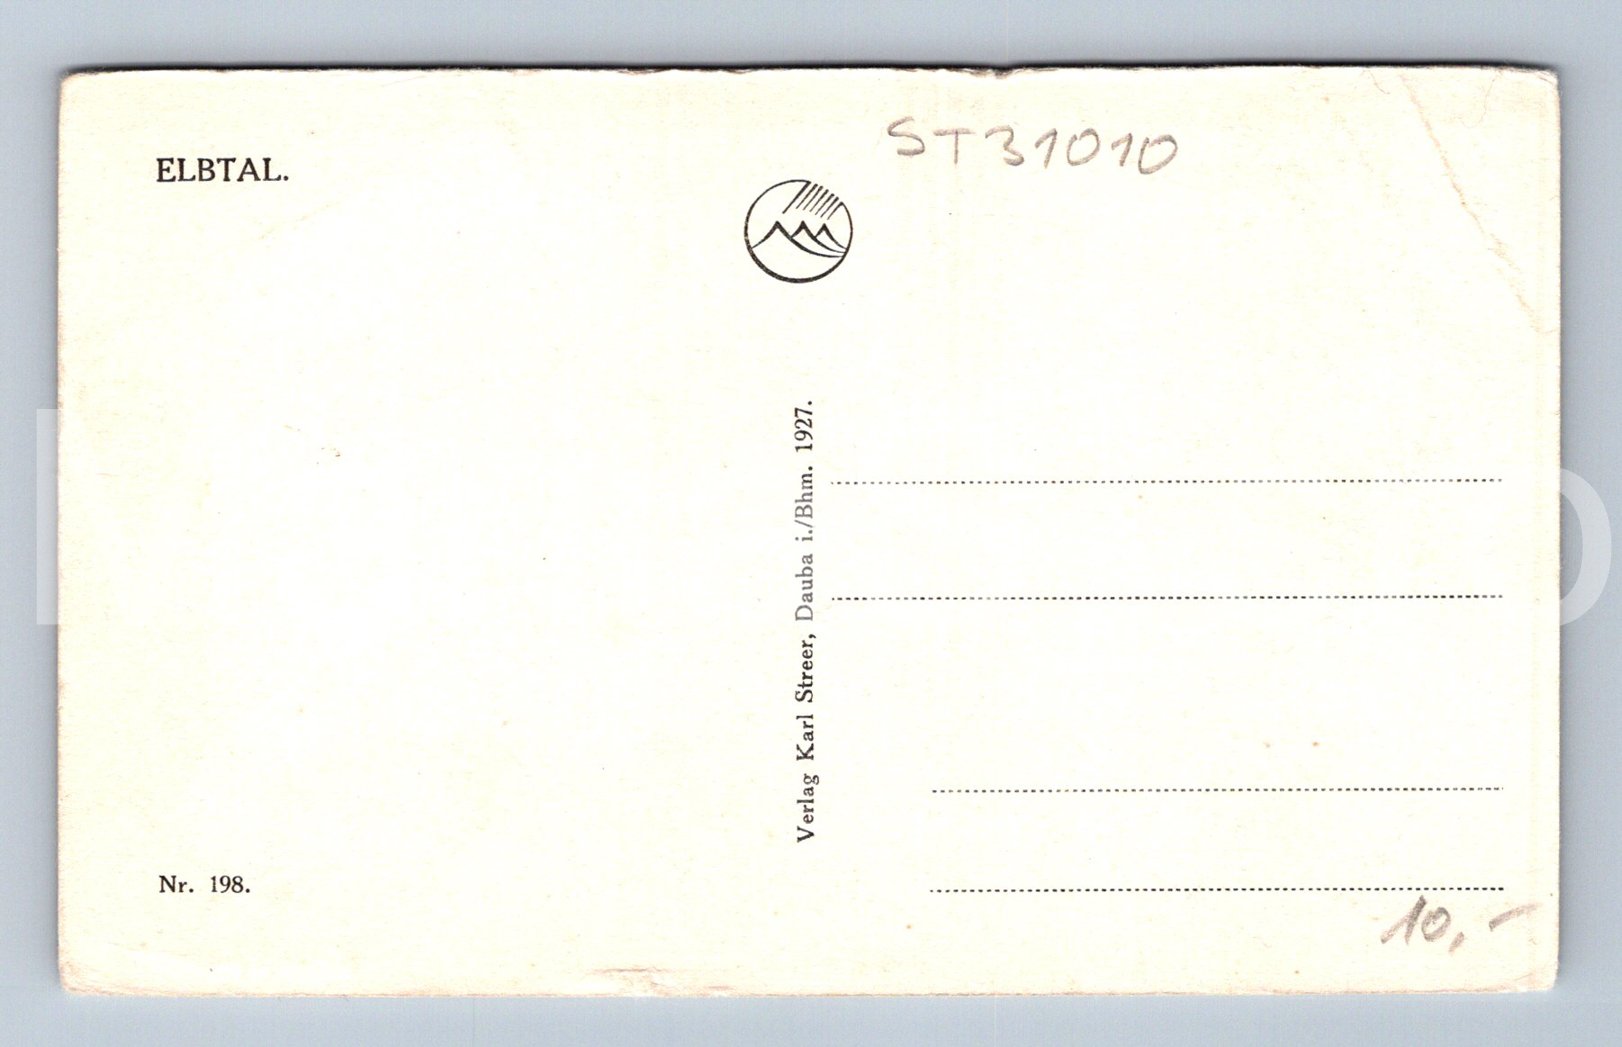 ELBTAL.
ST31010
Verlag Karl Streer, Dauba i./Bhm. 1927.
Nr. 198.
10,-